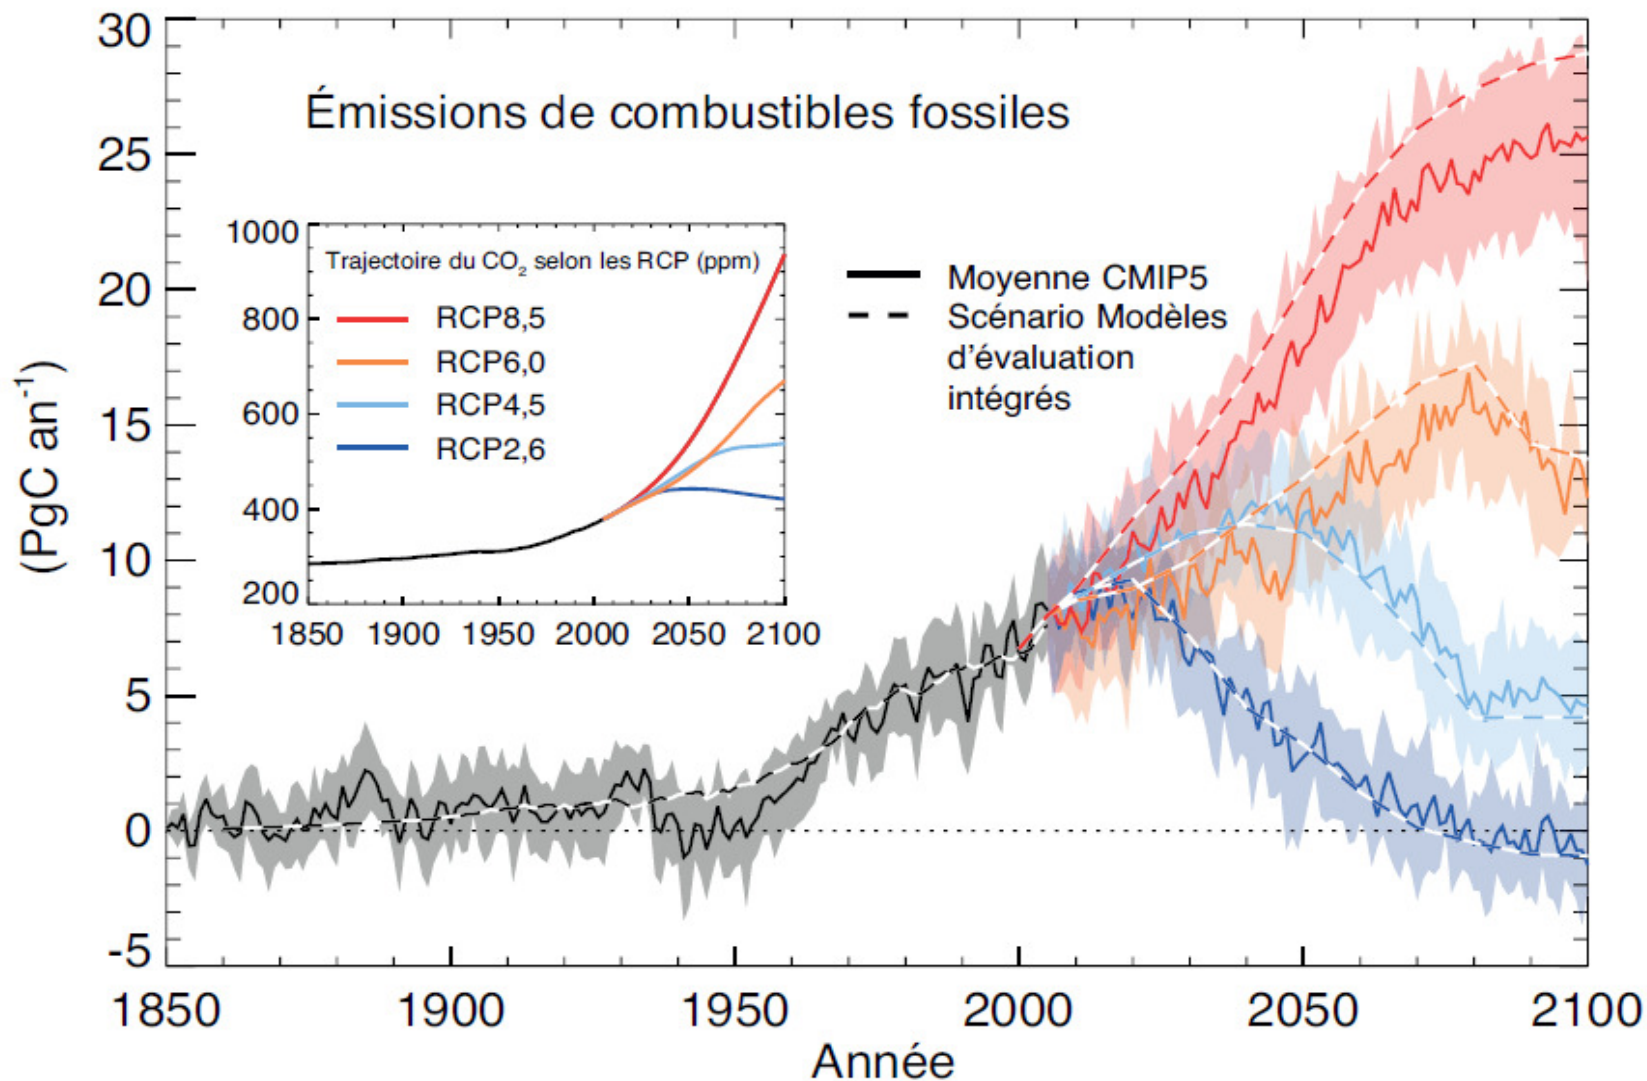 Émissions de combustibles fossiles
30
25
20
15
10
5
0
-5
(PgC an⁻¹)
1850 1900 1950 2000 2050 2100
Année
Trajectoire du CO₂ selon les RCP (ppm)
RCP8,5
RCP6,0
RCP4,5
RCP2,6
1000
800
600
400
200
1850 1900 1950 2000 2050 2100
Moyenne CMIP5
Scénario Modèles
d'évaluation
intégrés